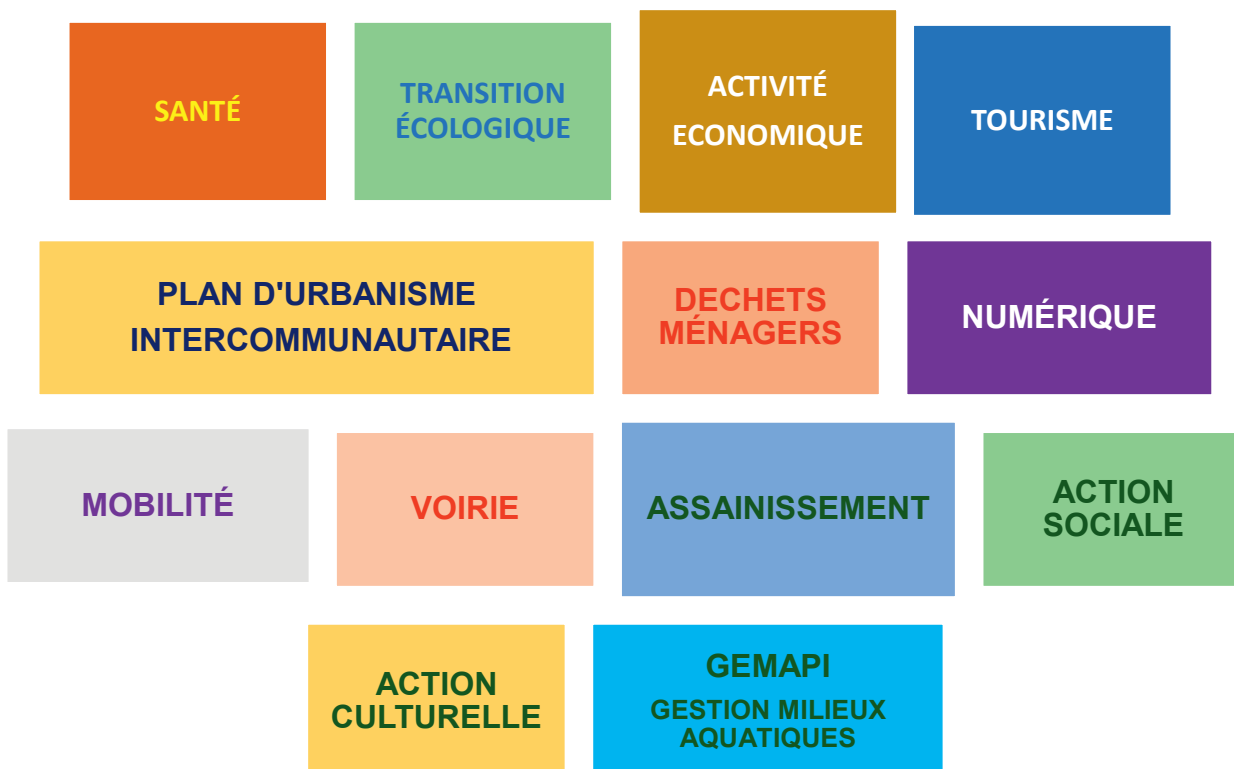 SANTÉ
TRANSITION
ÉCOLOGIQUE
ACTIVITÉ
ECONOMIQUE
TOURISME
PLAN D'URBANISME
INTERCOMMUNAUTAIRE
DECHETS
MÉNAGERS
NUMÉRIQUE
MOBILITÉ
VOIRIE
ASSAINISSEMENT
ACTION
SOCIALE
ACTION
CULTURELLE
GEMAPI
GESTION MILIEUX
AQUATIQUES